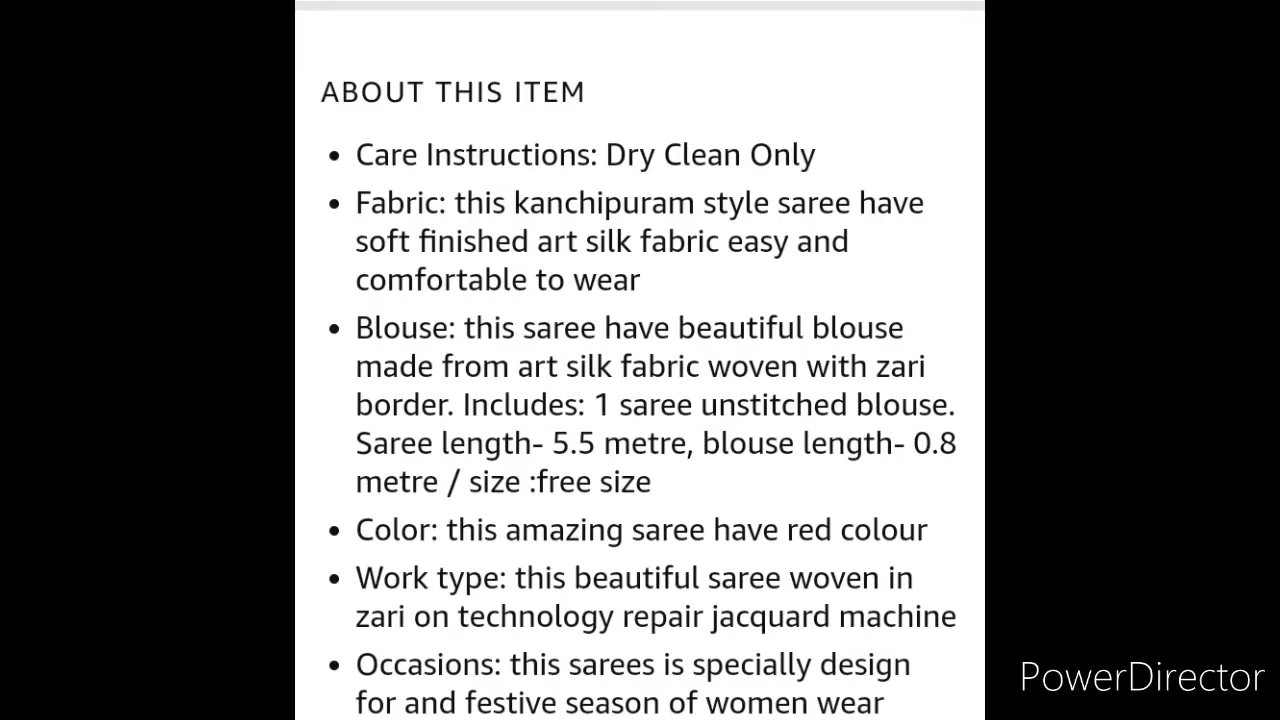 ABOUT THIS ITEM
• Care Instructions: Dry Clean Only
• Fabric: this kanchipuram style saree have
soft finished art silk fabric easy and
comfortable to wear
• Blouse: this saree have beautiful blouse
made from art silk fabric woven with zari
border. Includes: 1 saree unstitched blouse.
Saree length- 5.5 metre, blouse length- 0.8
metre / size :free size
• Color: this amazing saree have red colour
• Work type: this beautiful saree woven in
zari on technology repair jacquard machine
• Occasions: this sarees is specially design
for and festive season of women wear
PowerDirector